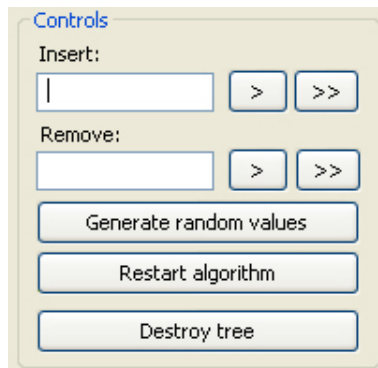 Controls
Insert:
> >>
Remove:
> >>
Generate random values
Restart algorithm
Destroy tree